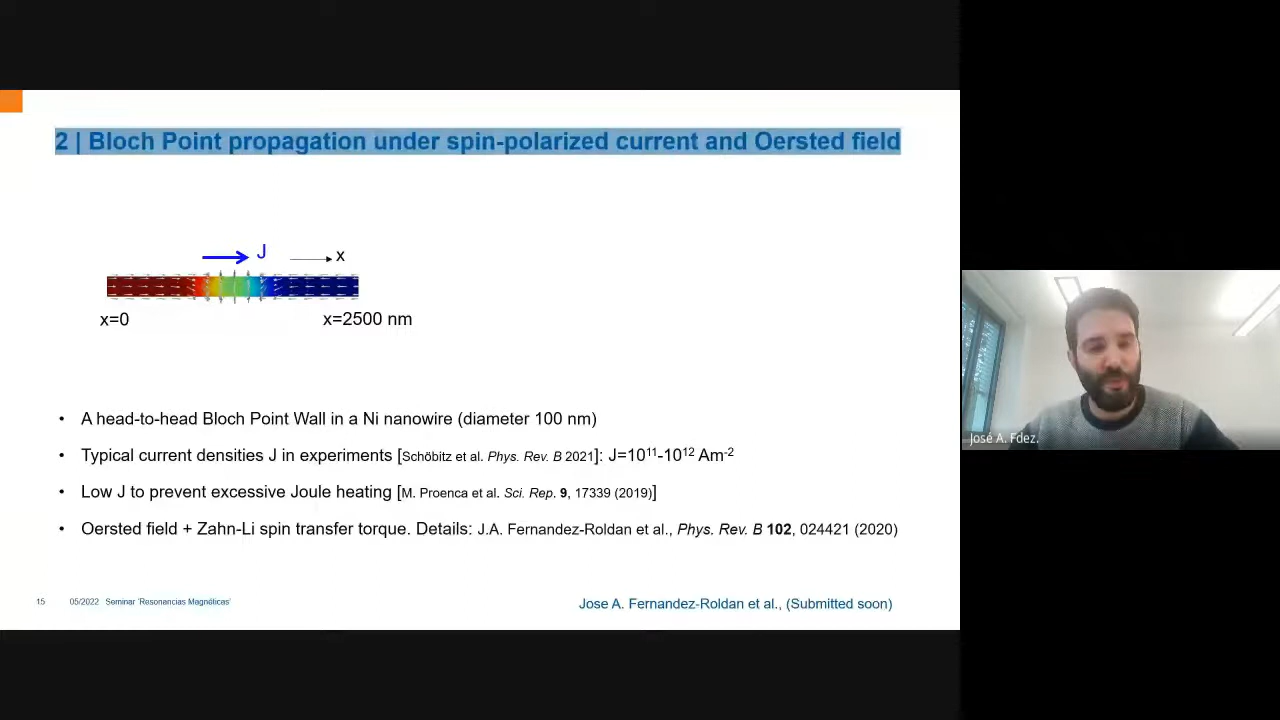 2 | Bloch Point propagation under spin-polarized current and Oersted field
J
x
x=0
x=2500 nm
• A head-to-head Bloch Point Wall in a Ni nanowire (diameter 100 nm)
• Typical current densities J in experiments [Schöbitz et al. Phys. Rev. B 2021]: J=10¹¹-10¹² Am⁻²
• Low J to prevent excessive Joule heating [M. Proenca et al. Sci. Rep. 9, 17339 (2019)]
• Oersted field + Zahn-Li spin transfer torque. Details: J.A. Fernandez-Roldan et al., Phys. Rev. B 102, 024421 (2020)
15 05/2022 Seminar 'Resonancias Magnéticas'
Jose A. Fernandez-Roldan et al., (Submitted soon)
José A. Fdez.